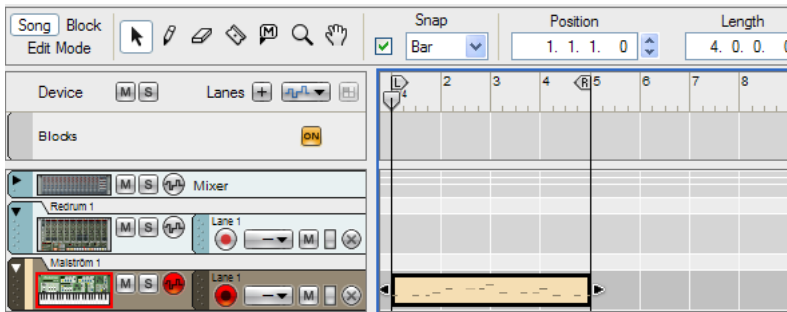 Song Block
Edit Mode
M
Snap
Bar
Position
1. 1. 1. 0
Length
4. 0. 0.
Device M S Lanes +
L 2 3 4 R 5 6 7 8
4
Blocks ON
M S Mixer
Redrum 1
M S Lane 1
M
Malström 1
M S Lane 1
M